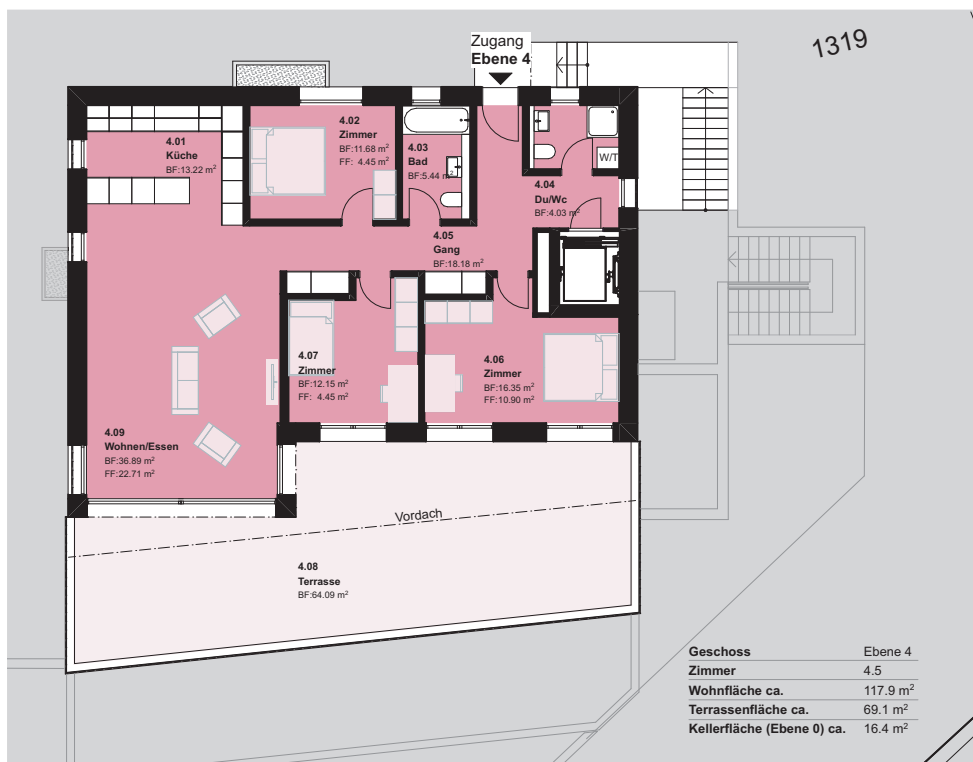 1319
Zugang
Ebene 4
4.01
Küche
BF:13.22 m²
4.02
Zimmer
BF:11.68 m²
FF: 4.45 m²
4.03
Bad
BF:5.44 m²
W/T
4.04
Du/Wc
BF:4.03 m²
4.05
Gang
BF:18.18 m²
4.07
Zimmer
BF:12.15 m²
FF: 4.45 m²
4.06
Zimmer
BF:16.35 m²
FF:10.90 m²
4.09
Wohnen/Essen
BF:36.89 m²
FF:22.71 m²
Vordach
4.08
Terrasse
BF:64.09 m²
Geschoss Ebene 4
Zimmer 4.5
Wohnfläche ca. 117.9 m²
Terrassenfläche ca. 69.1 m²
Kellerfläche (Ebene 0) ca. 16.4 m²